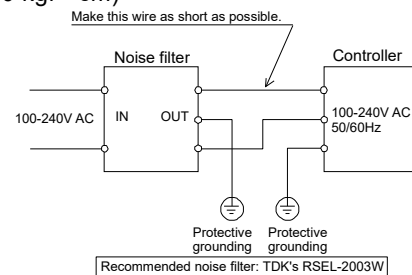 cm)
Make this wire as short as possible.
Noise filter
Controller
100-240V AC
IN
OUT
100-240V AC
50/60Hz
Protective
grounding
Protective
grounding
Recommended noise filter: TDK's RSEL-2003W